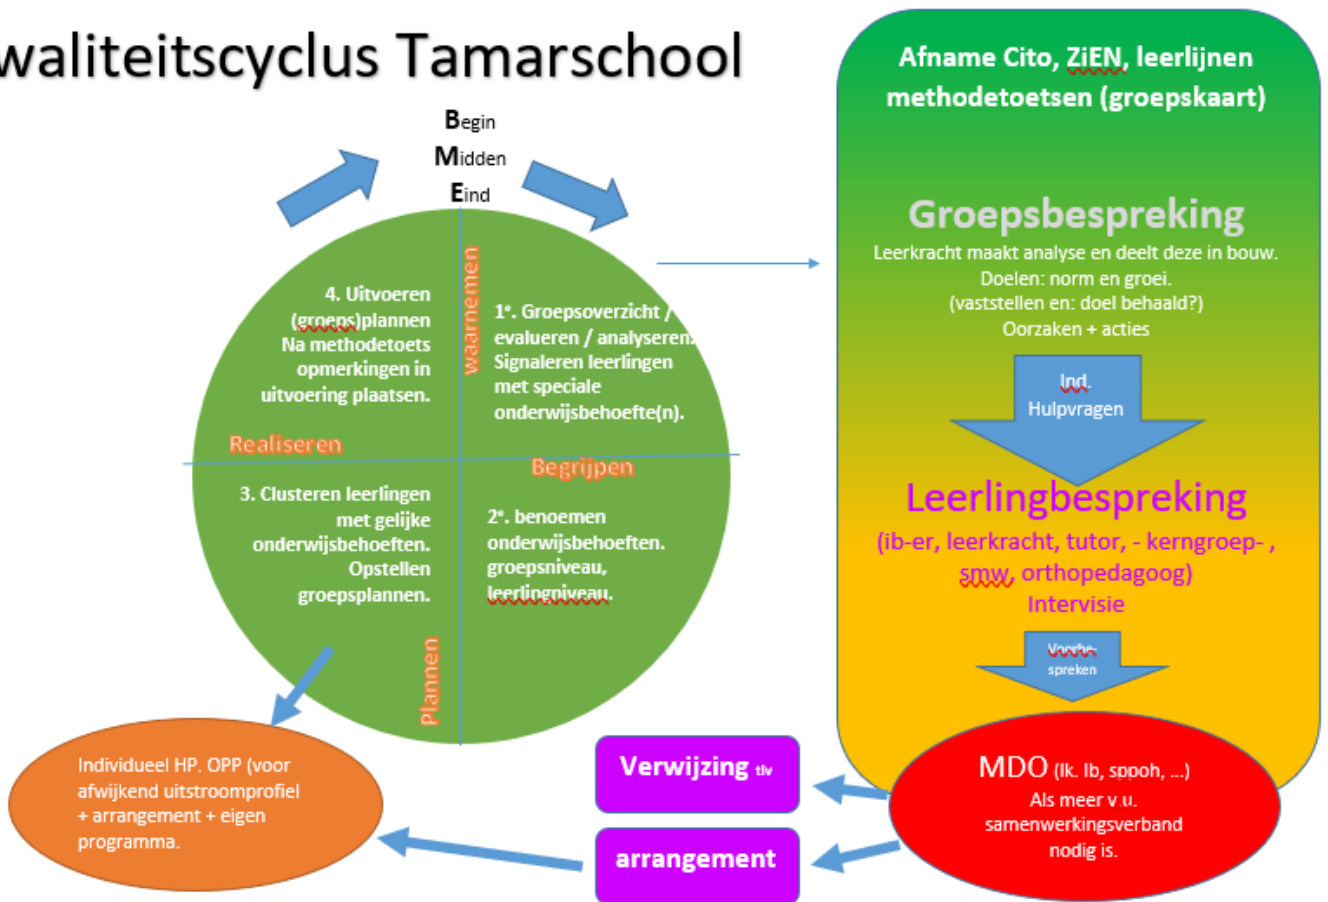 waliteitscyclus Tamarschool
Begin
Midden
Eind
waarnemen
4. Uitvoeren
(groeps)plannen
Na methodetoets
opmerkingen in
uitvoering plaatsen.
1e. Groepsoverzicht /
evalueren / analyseren.
Signaleren leerlingen
met speciale
onderwijsbehoefte(n).
Realiseren
Begrijpen
3. Clusteren leerlingen
met gelijke
onderwijsbehoeften.
Opstellen
groepsplannen.
2e. benoemen
onderwijsbehoeften.
groepsniveau,
leerlingniveau.
Plannen
Individueel HP. OPP (voor
afwijkend uitstroomprofiel
+ arrangement + eigen
programma.
Verwijzing tlv
arrangement
Afname Cito, ZiEN, leerlijnen
methodetoetsen (groepskaart)
Groepsbespreking
Leerkracht maakt analyse en deelt deze in bouw.
Doelen: norm en groei.
(vaststellen en: doel behaald?)
Oorzaken + acties
Ind.
Hulpvragen
Leerlingbespreking
(ib-er, leerkracht, tutor, - kerngroep- ,
smw, orthopedagoog)
Intervisie
Voorbe-
spreken
MDO (lk. Ib, sppoh, ...)
Als meer v.u.
samenwerkingsverband
nodig is.